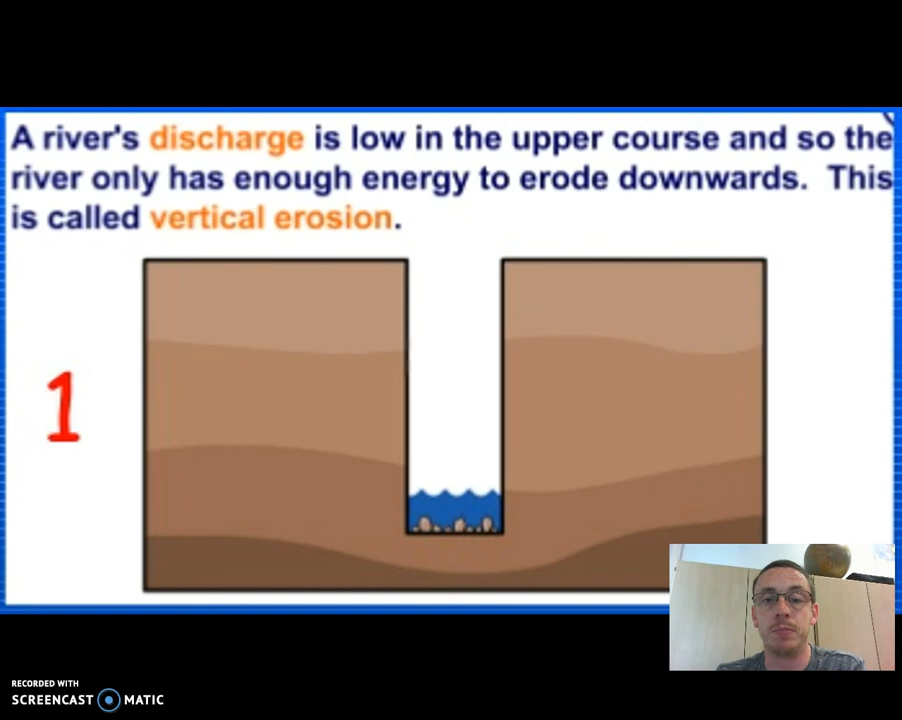 A river's discharge is low in the upper course and so the
river only has enough energy to erode downwards. This
is called vertical erosion.
1
RECORDED WITH
SCREENCAST MATIC